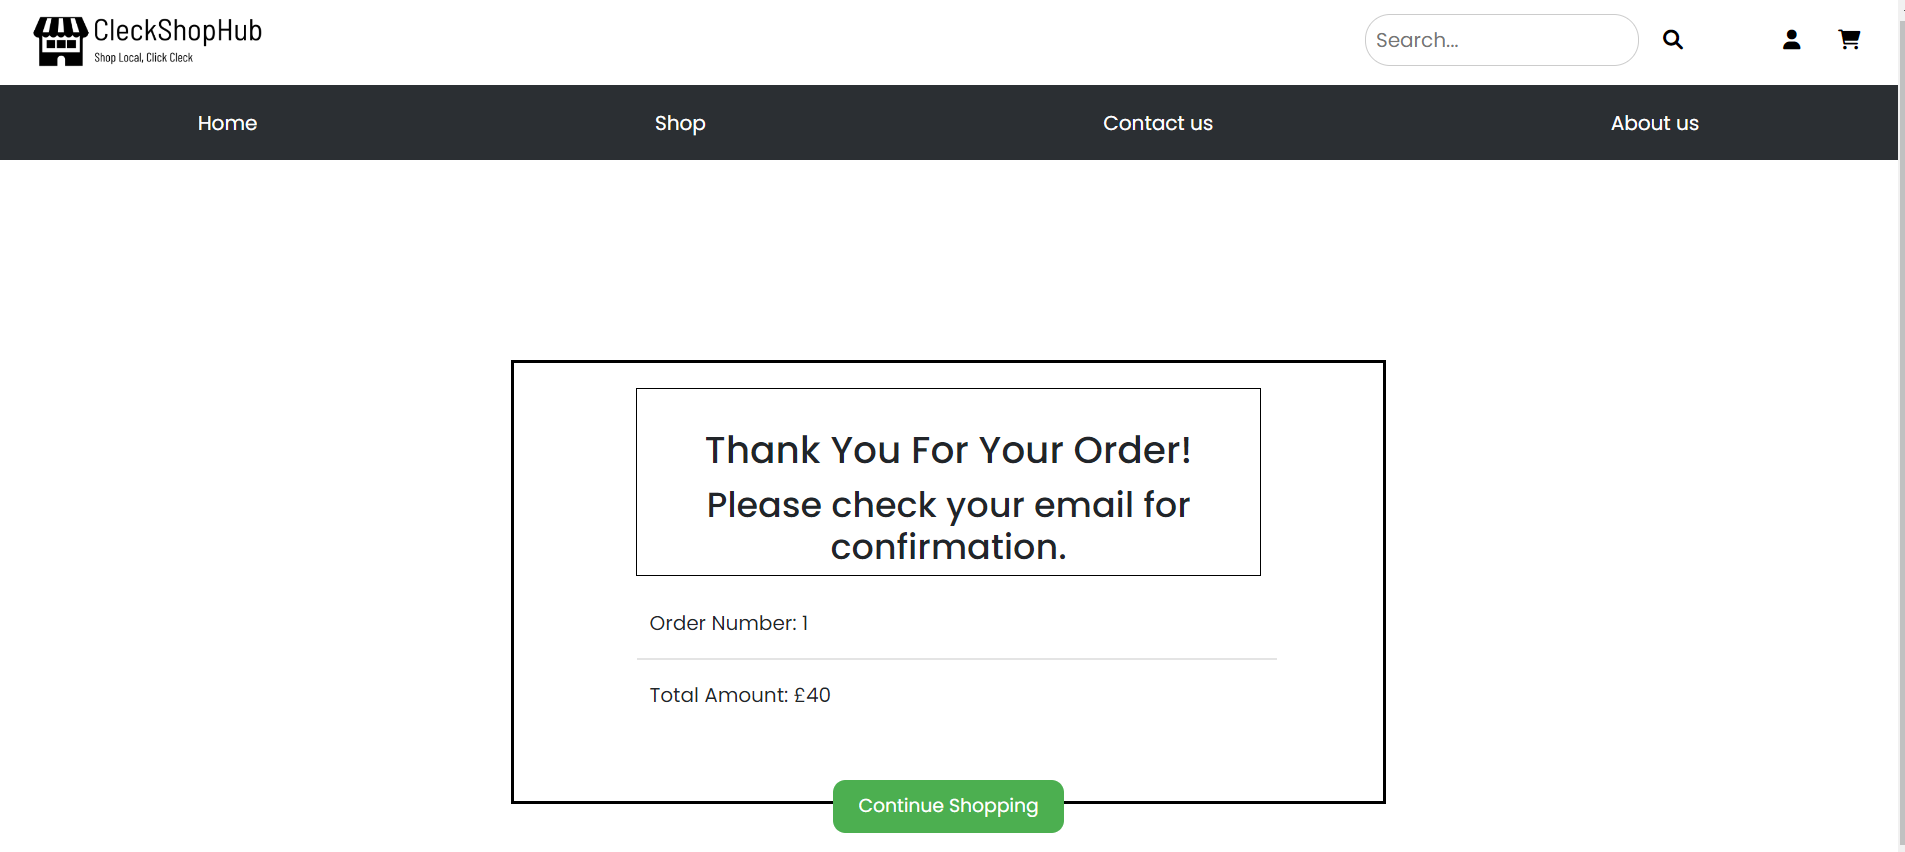 CleckShopHub
Shop Local, Click Cleck
Search...
Home
Shop
Contact us
About us
Thank You For Your Order!
Please check your email for
confirmation.
Order Number: 1
Total Amount: £40
Continue Shopping